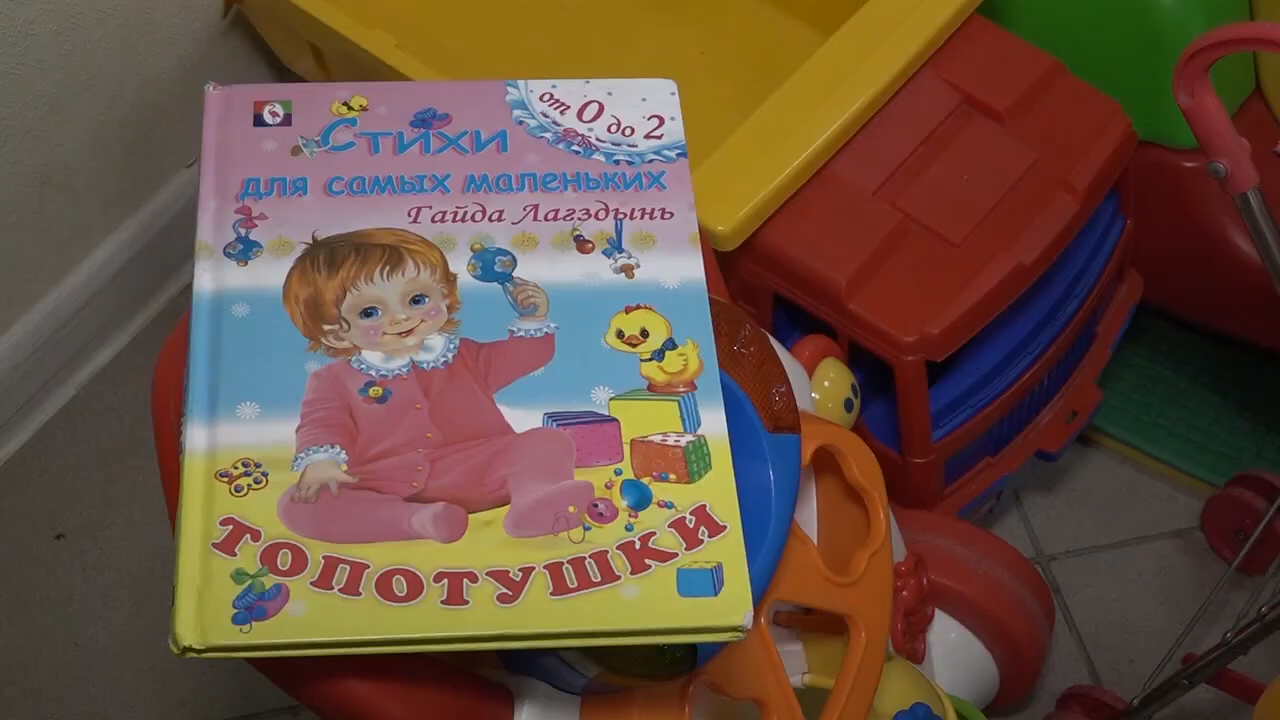 от 0 до 2
Стихи
для самых маленьких
Гайда Лагздынь
ТОПОТУШКИ